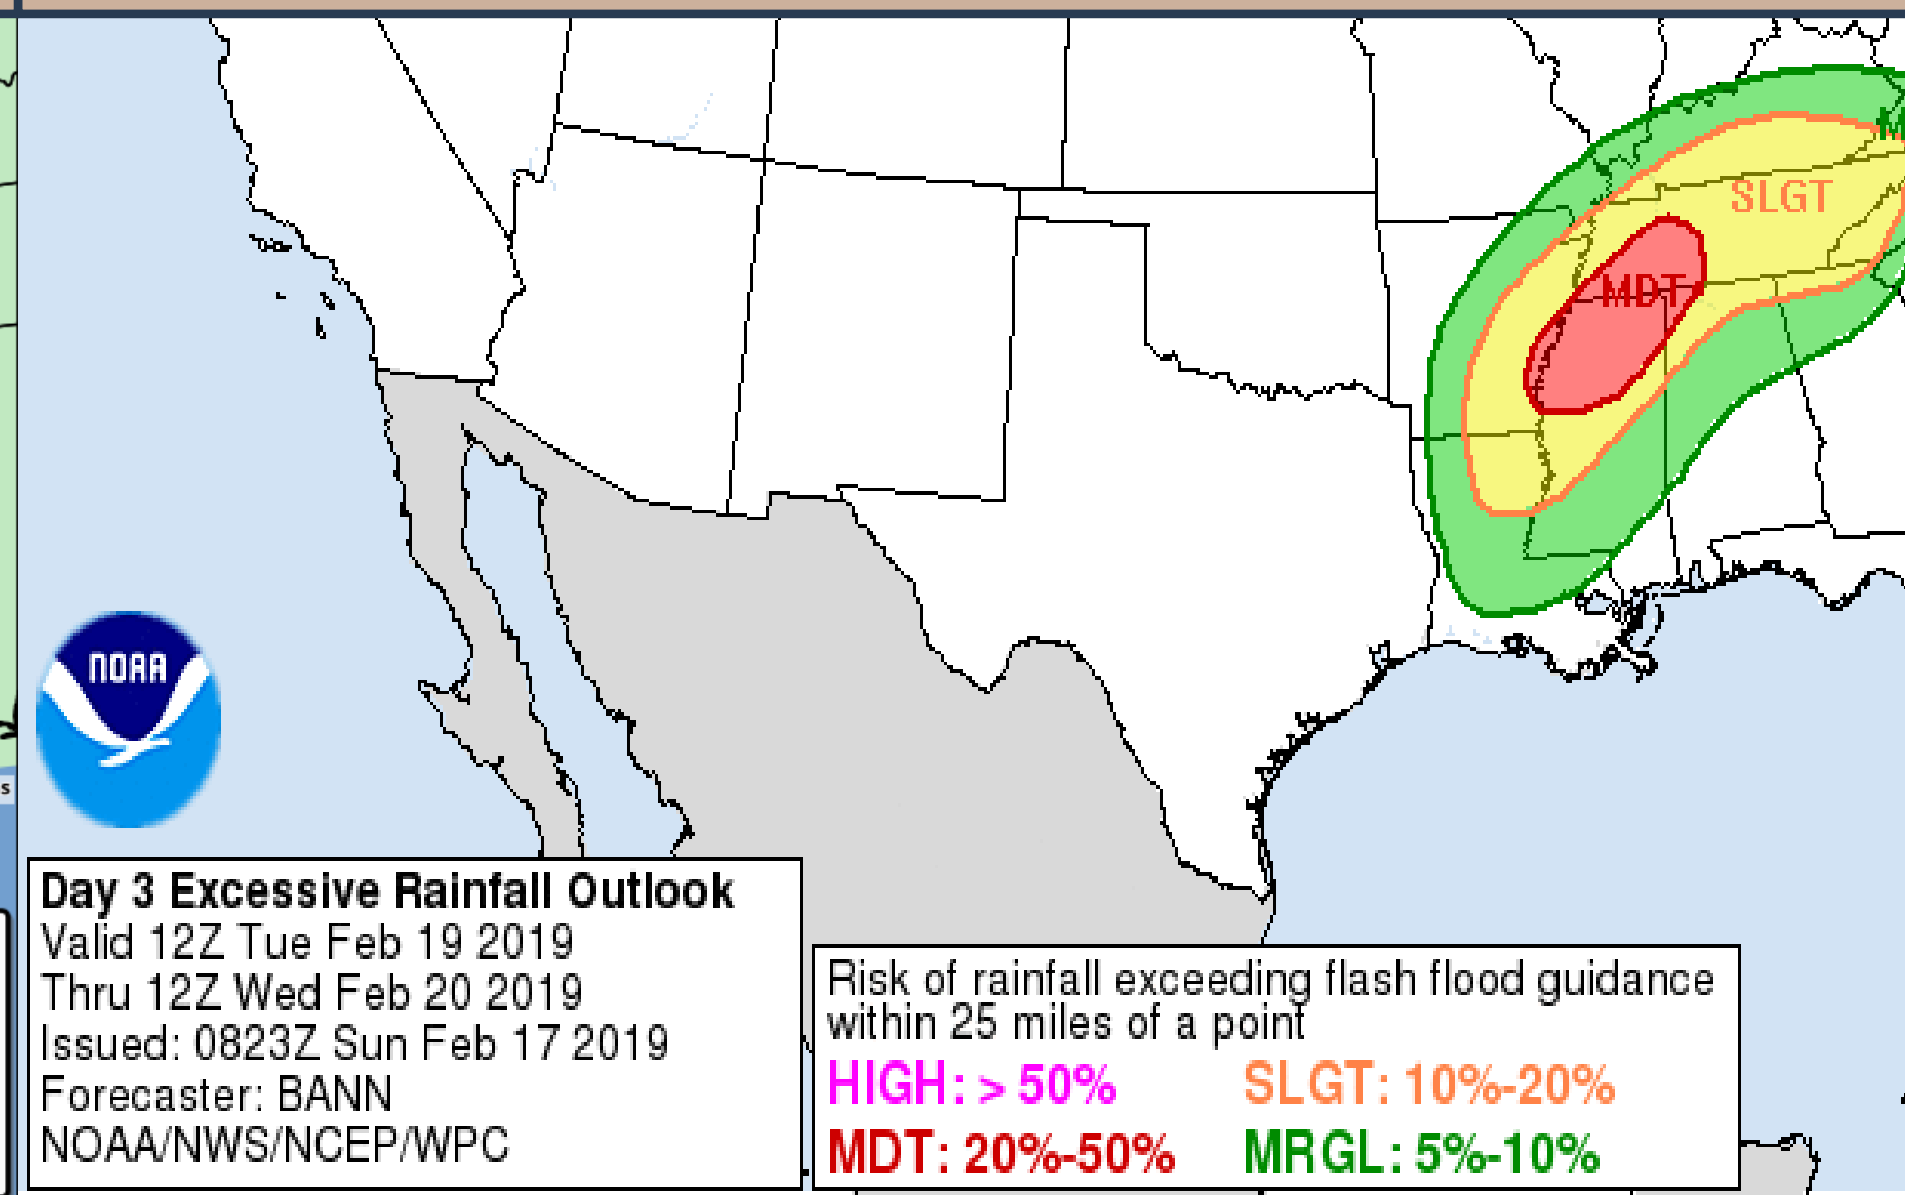 M
SLGT
MDT
NOAA
s
Day 3 Excessive Rainfall Outlook
Valid 12Z Tue Feb 19 2019
Thru 12Z Wed Feb 20 2019
Issued: 0823Z Sun Feb 17 2019
Forecaster: BANN
NOAA/NWS/NCEP/WPC
Risk of rainfall exceeding flash flood guidance
within 25 miles of a point
HIGH: > 50% SLGT: 10%-20%
MDT: 20%-50% MRGL: 5%-10%